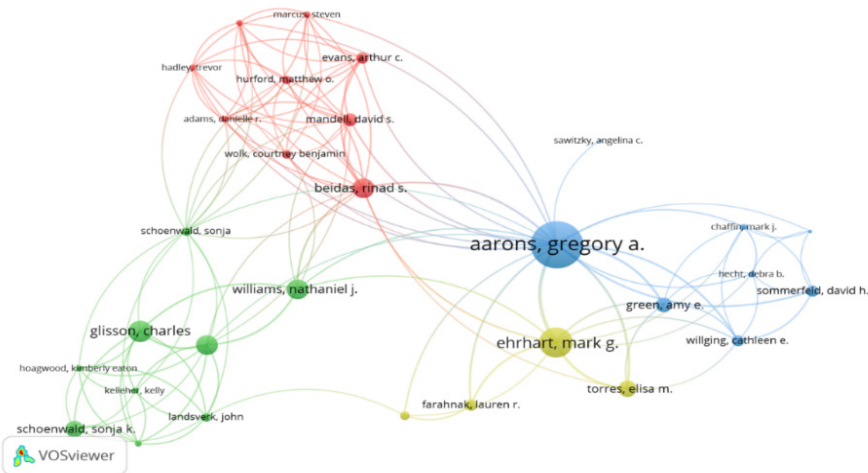 marcus, steven
evans, arthur c.
hadley, trevor
hurford, matthew o.
adams, danielle r.
mandell, david s.
sawitzky, angelina c.
wolk, courtney benjamin
beidas, rinad s.
chaffin, mark j.
schoenwald, sonja
aarons, gregory a.
hecht, debra b.
williams, nathaniel j.
sommerfeld, david h.
green, amy e.
glisson, charles
ehrhart, mark g.
willging, cathleen e.
hoagwood, kimberly eaton
kelleher, kelly
torres, elisa m.
farahnak, lauren r.
landsverk, john
schoenwald, sonja k.
VOSviewer